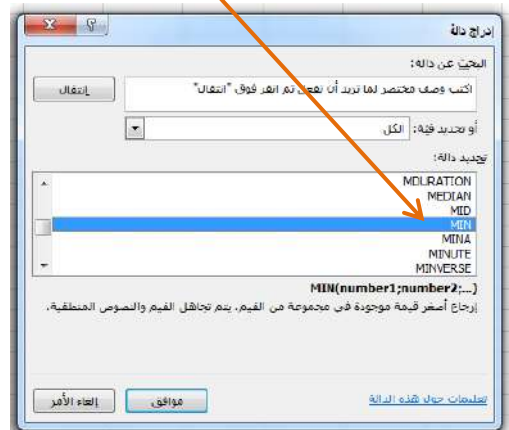 إدراج دالة
البحث عن دالة:
اكتب وصف مختصر لما تريد أن تفعل ثم انقر فوق "انتقال"
إنتقال
أو تحديد فئة: الكل
تحديد دالة:
MDURATION
MEDIAN
MID
MIN
MINA
MINUTE
MINVERSE
MIN(number1;number2;...)
إرجاع أصغر قيمة موجودة في مجموعة من القيم. يتم تجاهل القيم والنصوص المنطقية.
تعليمات حول هذه الدالة
موافق
إلغاء الأمر